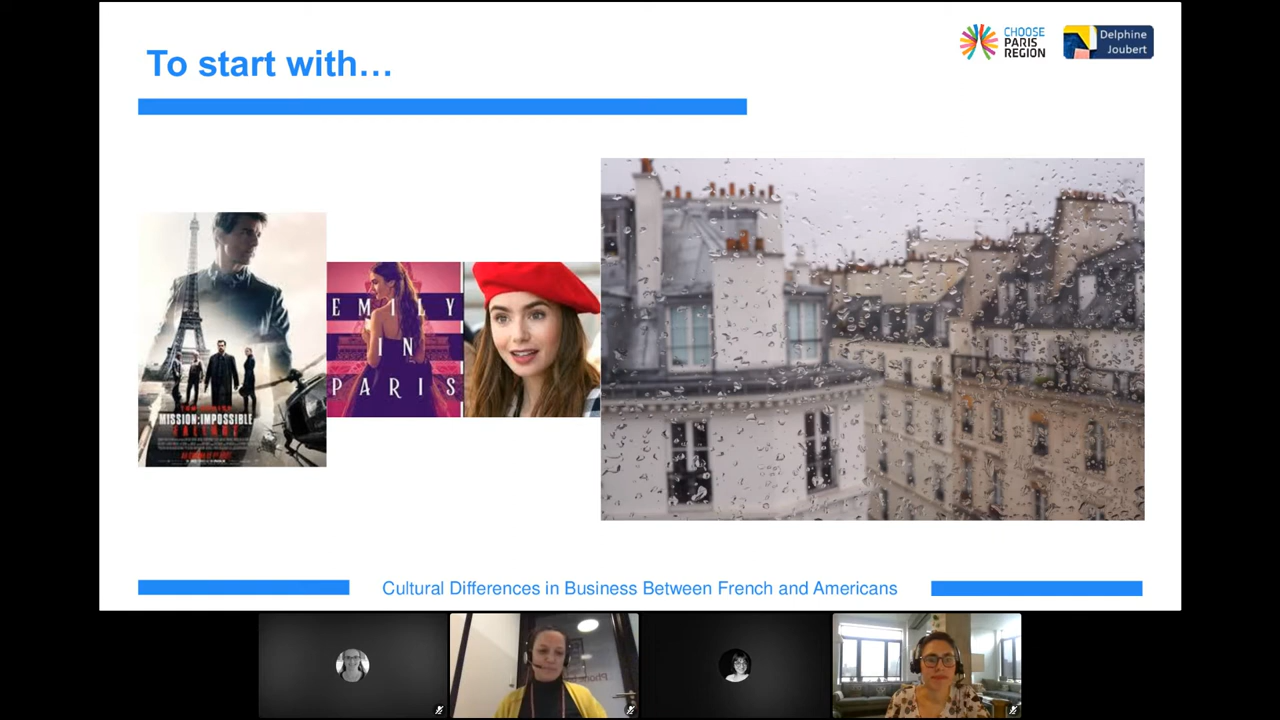 To start with…
CHOOSE
PARIS
REGION
Delphine
Joubert
MISSION:IMPOSSIBLE
FALLOUT
EMILY
IN
PARIS
Cultural Differences in Business Between French and Americans